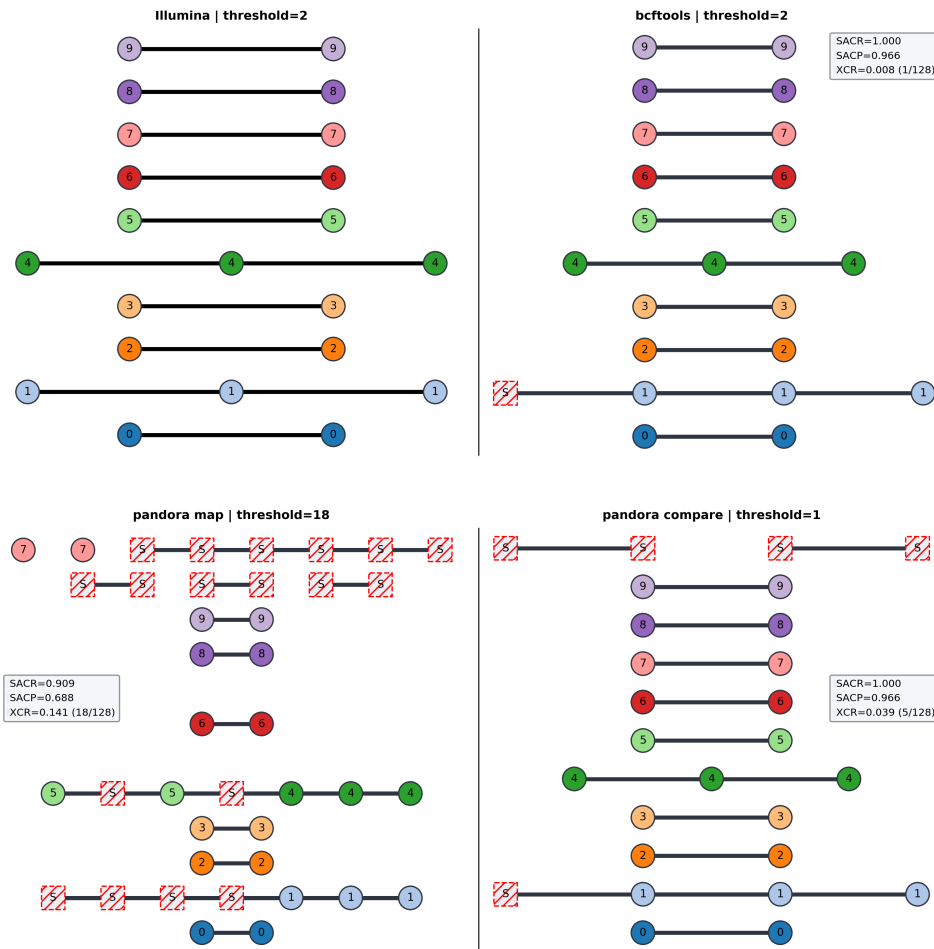 Illumina | threshold=2
9 9
8 8
7 7
6 6
5 5
4 4 4
3 3
2 2
1 1 1
0 0
bcftools | threshold=2
SACR=1.000
SACP=0.966
XCR=0.008 (1/128)
9 9
8 8
7 7
6 6
5 5
4 4 4
3 3
2 2
S 1 1 1
0 0
pandora map | threshold=18
7 7 S S S S S S
S S S S S S
9 9
8 8
SACR=0.909
SACP=0.688
XCR=0.141 (18/128)
6 6
5 S 5 S 4 4 4
3 3
2 2
S S S S 1 1 1
0 0
pandora compare | threshold=1
S S S S
9 9
8 8
7 7
SACR=1.000
SACP=0.966
XCR=0.039 (5/128)
6 6
5 5
4 4 4
3 3
2 2
S 1 1 1
0 0